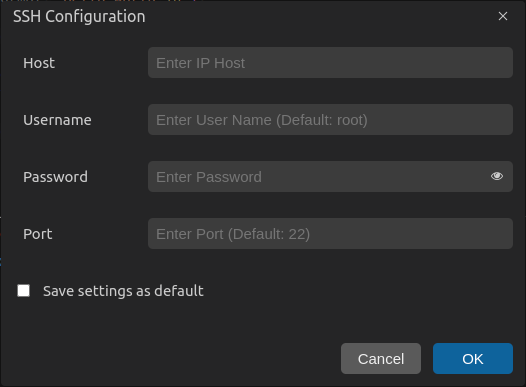 SSH Configuration
Host
Enter IP Host
Username
Enter User Name (Default: root)
Password
Enter Password
Port
Enter Port (Default: 22)
Save settings as default
Cancel
OK